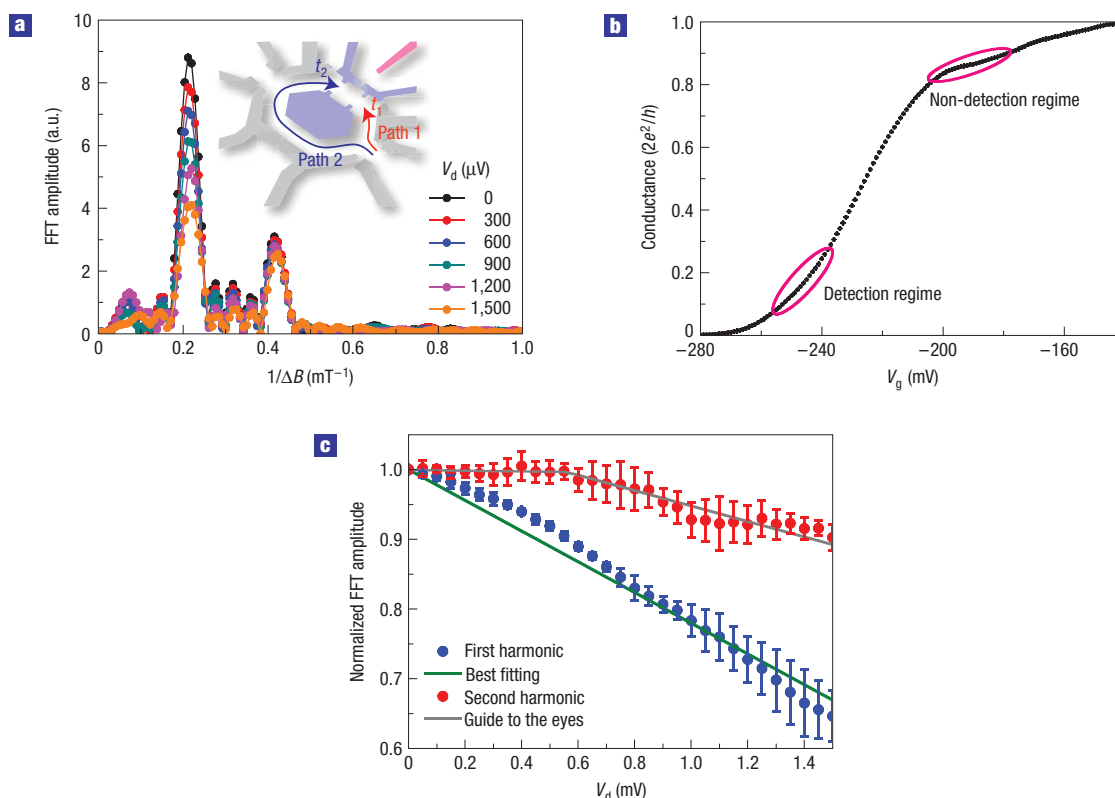 a
10
8
6
4
2
0
FFT amplitude (a.u.)
0
0.2
0.4
0.6
0.8
1.0
1/ΔB (mT⁻¹)
t₂
t₁
Path 1
Path 2
V_d (μV)
0
300
600
900
1,200
1,500
b
1.0
0.8
0.6
0.4
0.2
0
Conductance (2e²/h)
Non-detection regime
Detection regime
−280
−240
−200
−160
V_g (mV)
c
1.0
0.9
0.8
0.7
0.6
Normalized FFT amplitude
First harmonic
Best fitting
Second harmonic
Guide to the eyes
0
0.2
0.4
0.6
0.8
1.0
1.2
1.4
V_d (mV)